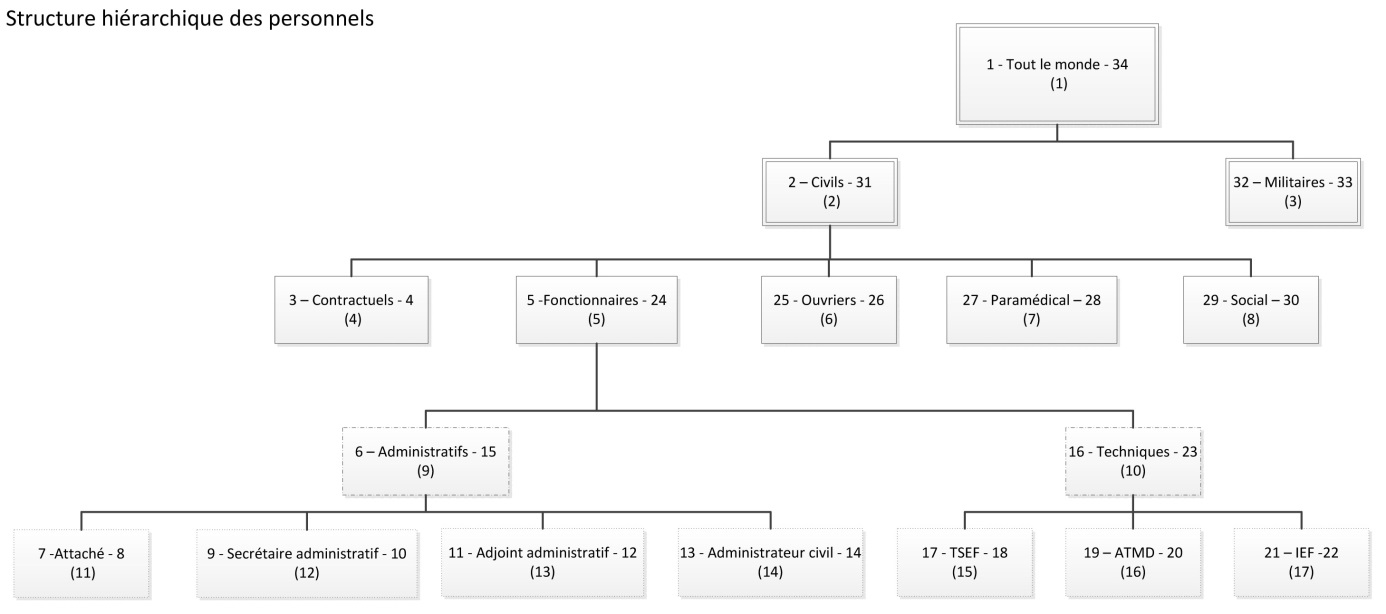 Structure hiérarchique des personnels
1 - Tout le monde - 34
(1)
2 – Civils - 31
(2)
32 – Militaires - 33
(3)
3 – Contractuels - 4
(4)
5 -Fonctionnaires - 24
(5)
25 - Ouvriers - 26
(6)
27 - Paramédical – 28
(7)
29 - Social – 30
(8)
6 – Administratifs - 15
(9)
16 - Techniques - 23
(10)
7 -Attaché - 8
(11)
9 - Secrétaire administratif - 10
(12)
11 - Adjoint administratif - 12
(13)
13 - Administrateur civil - 14
(14)
17 - TSEF - 18
(15)
19 – ATMD - 20
(16)
21 – IEF -22
(17)